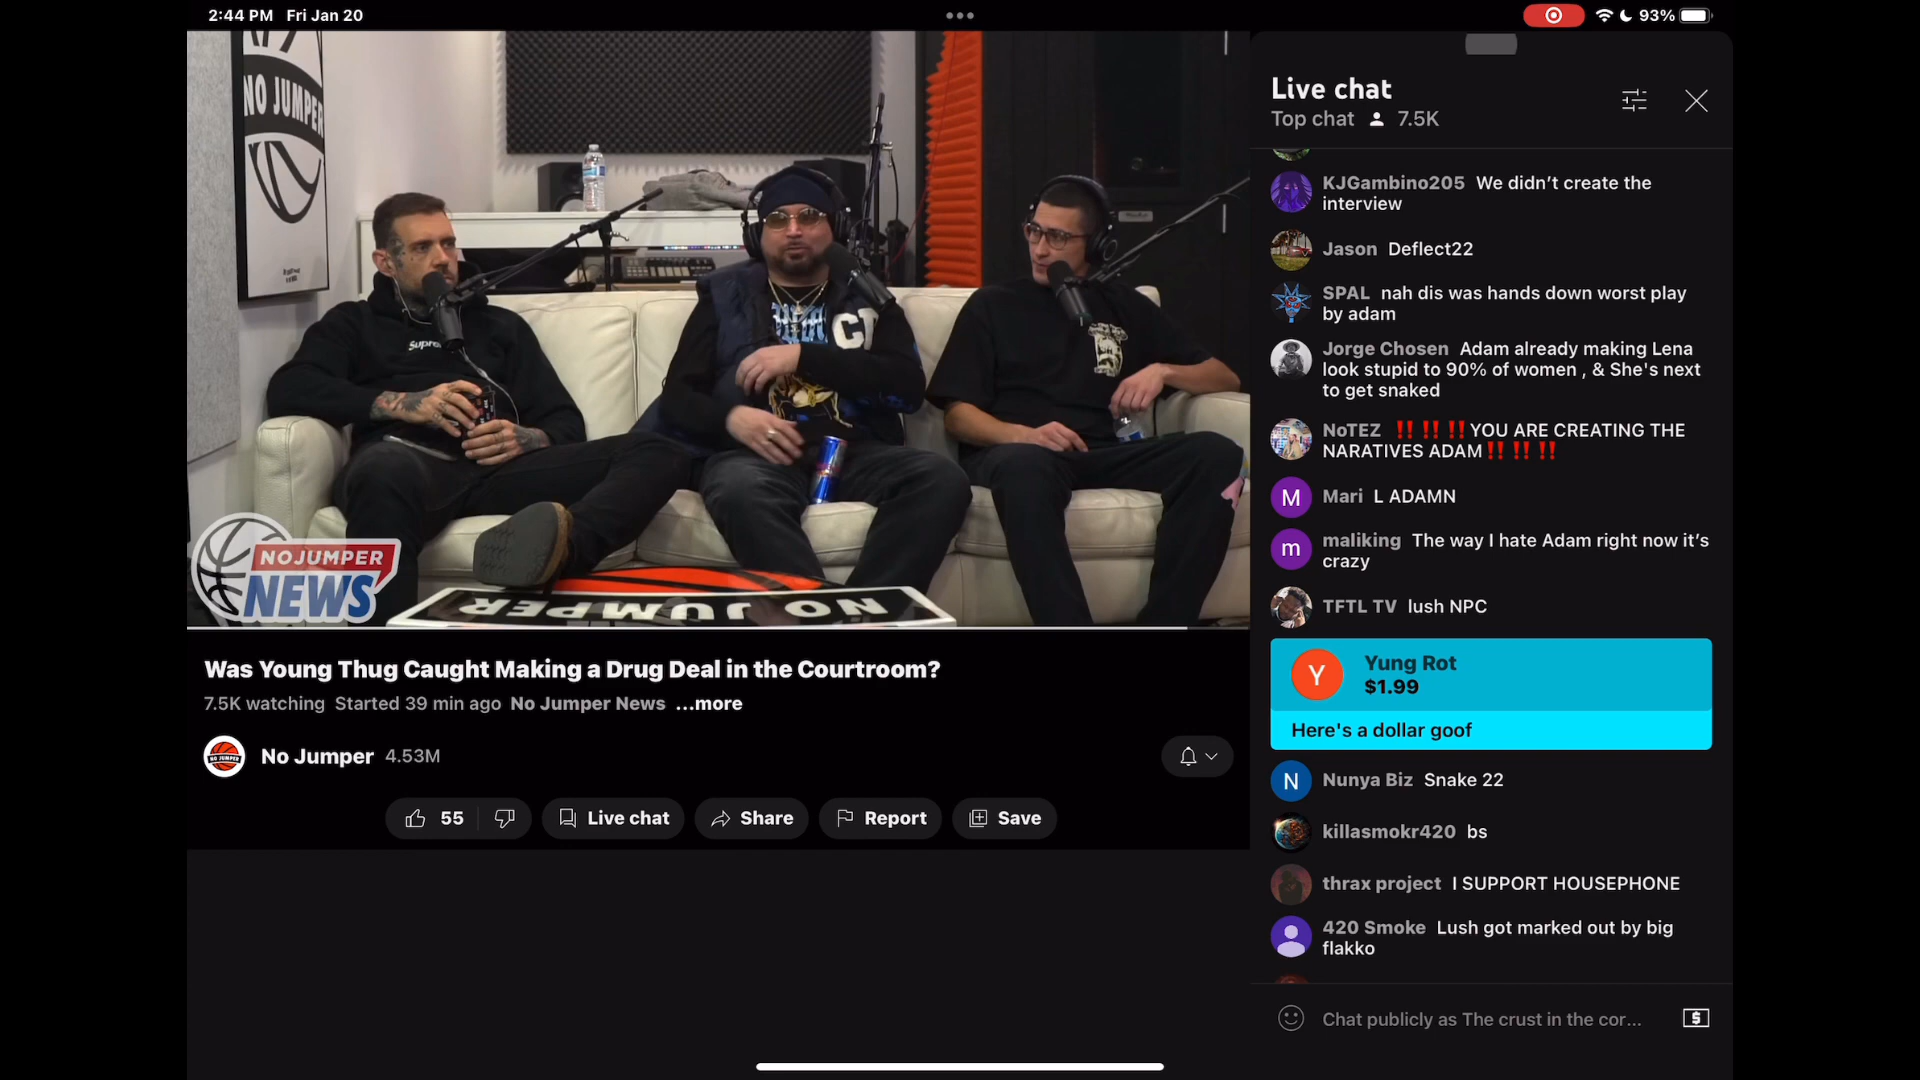 2:44 PM Fri Jan 20
93%
NO JUMPER
Supre
NOJUMPER
NEWS
NO JUMPER
Was Young Thug Caught Making a Drug Deal in the Courtroom?
7.5K watching Started 39 min ago No Jumper News ...more
No Jumper 4.53M
55
Live chat
Share
Report
Save
Live chat
Top chat 7.5K
KJGambino205 We didn’t create the
interview
Jason Deflect22
SPAL nah dis was hands down worst play
by adam
Jorge Chosen Adam already making Lena
look stupid to 90% of women , & She's next
to get snaked
NoTEZ ‼️‼️‼️YOU ARE CREATING THE
NARATIVES ADAM‼️‼️‼️
M
Mari L ADAMN
m
maliking The way I hate Adam right now it’s
crazy
TFTL TV lush NPC
Y
Yung Rot
$1.99
Here's a dollar goof
N
Nunya Biz Snake 22
killasmokr420 bs
thrax project I SUPPORT HOUSEPHONE
420 Smoke Lush got marked out by big
flakko
Chat publicly as The crust in the cor...